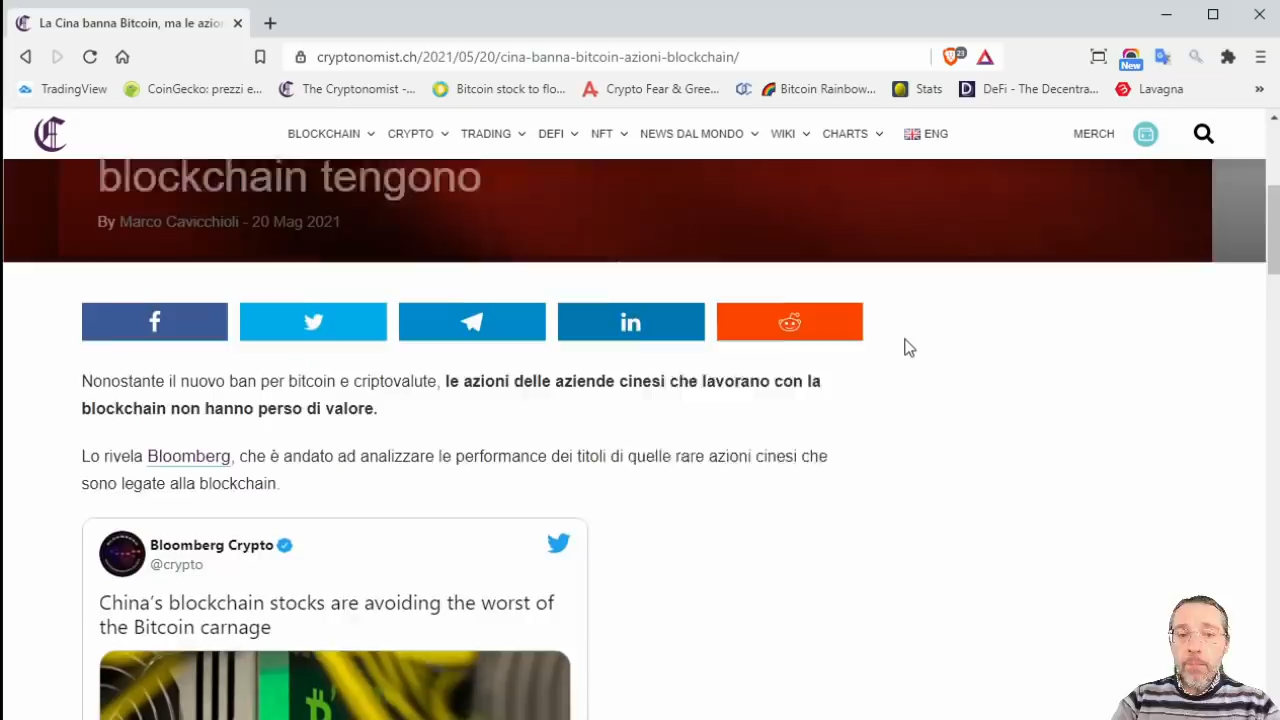 La Cina banna Bitcoin, ma le azio
cryptonomist.ch/2021/05/20/cina-banna-bitcoin-azioni-blockchain/
23
New
TradingView
CoinGecko: prezzi e...
The Cryptonomist -...
Bitcoin stock to flo...
Crypto Fear & Gree...
Bitcoin Rainbow...
Stats
DeFi - The Decentra...
Lavagna
BLOCKCHAIN CRYPTO TRADING DEFI NFT NEWS DAL MONDO WIKI CHARTS ENG MERCH
blockchain tengono
By Marco Cavicchioli - 20 Mag 2021
Nonostante il nuovo ban per bitcoin e criptovalute, le azioni delle aziende cinesi che lavorano con la
blockchain non hanno perso di valore.
Lo rivela Bloomberg, che è andato ad analizzare le performance dei titoli di quelle rare azioni cinesi che
sono legate alla blockchain.
Bloomberg Crypto
@crypto
China's blockchain stocks are avoiding the worst of
the Bitcoin carnage